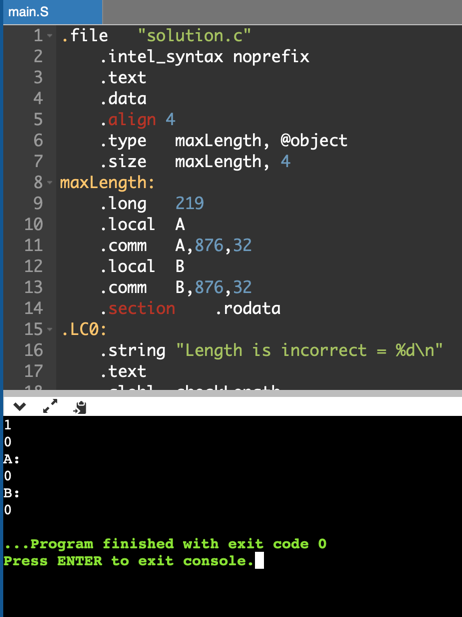 main.S
1 .file "solution.c"
2 .intel_syntax noprefix
3 .text
4 .data
5 .align 4
6 .type maxLength, @object
7 .size maxLength, 4
8 maxLength:
9 .long 219
10 .local A
11 .comm A,876,32
12 .local B
13 .comm B,876,32
14 .section .rodata
15 .LC0:
16 .string "Length is incorrect = %d\n"
17 .text
18 .globl checkLength
1
0
A:
0
B:
0
...Program finished with exit code 0
Press ENTER to exit console.